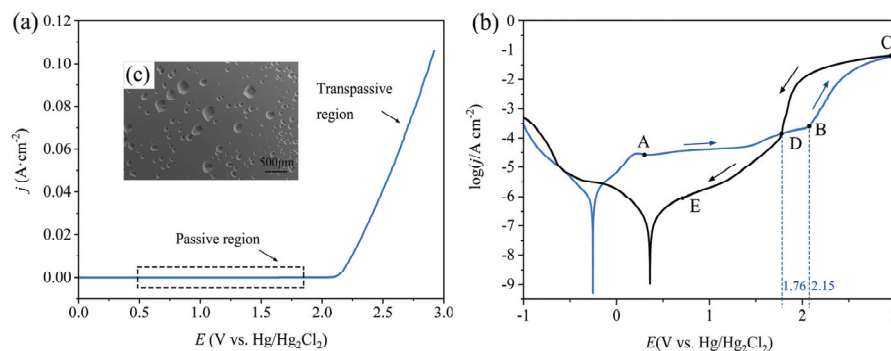 (a)
0.12
0.10
0.08
0.06
0.04
0.02
0.00
j (A·cm⁻²)
(c)
500μm
Transpassive
region
Passive region
0.0 0.5 1.0 1.5 2.0 2.5 3.0
E (V vs. Hg/Hg₂Cl₂)
(b)
0
-1
-2
-3
-4
-5
-6
-7
-8
-9
log(j/A cm⁻²)
A
B
C
D
E
1.76 2.15
-1 0 1 2
E(V vs. Hg/Hg₂Cl₂)